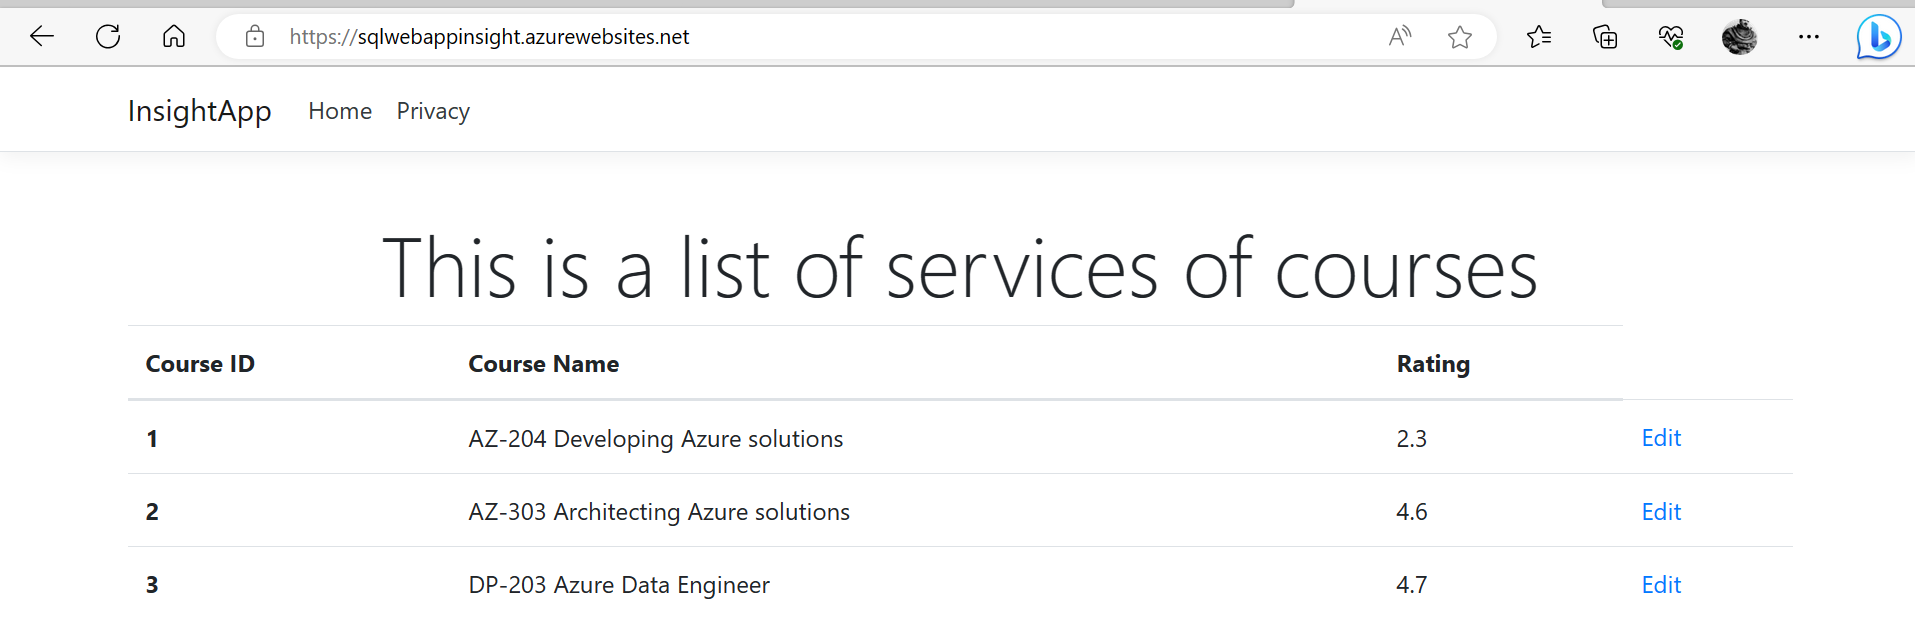 https://sqlwebappinsight.azurewebsites.net
InsightApp Home Privacy
This is a list of services of courses
Course ID Course Name Rating
1 AZ-204 Developing Azure solutions 2.3 Edit
2 AZ-303 Architecting Azure solutions 4.6 Edit
3 DP-203 Azure Data Engineer 4.7 Edit